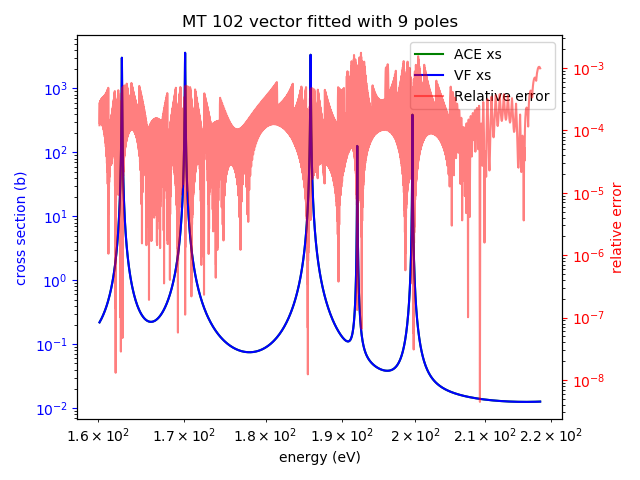 MT 102 vector fitted with 9 poles
ACE xs
VF xs
Relative error
cross section (b)
10³
10²
10¹
10⁰
10⁻¹
10⁻²
10⁻³
10⁻⁴
10⁻⁵
10⁻⁶
10⁻⁷
10⁻⁸
relative error
1.6 × 10² 1.7 × 10² 1.8 × 10² 1.9 × 10² 2 × 10² 2.1 × 10² 2.2 × 10²
energy (eV)